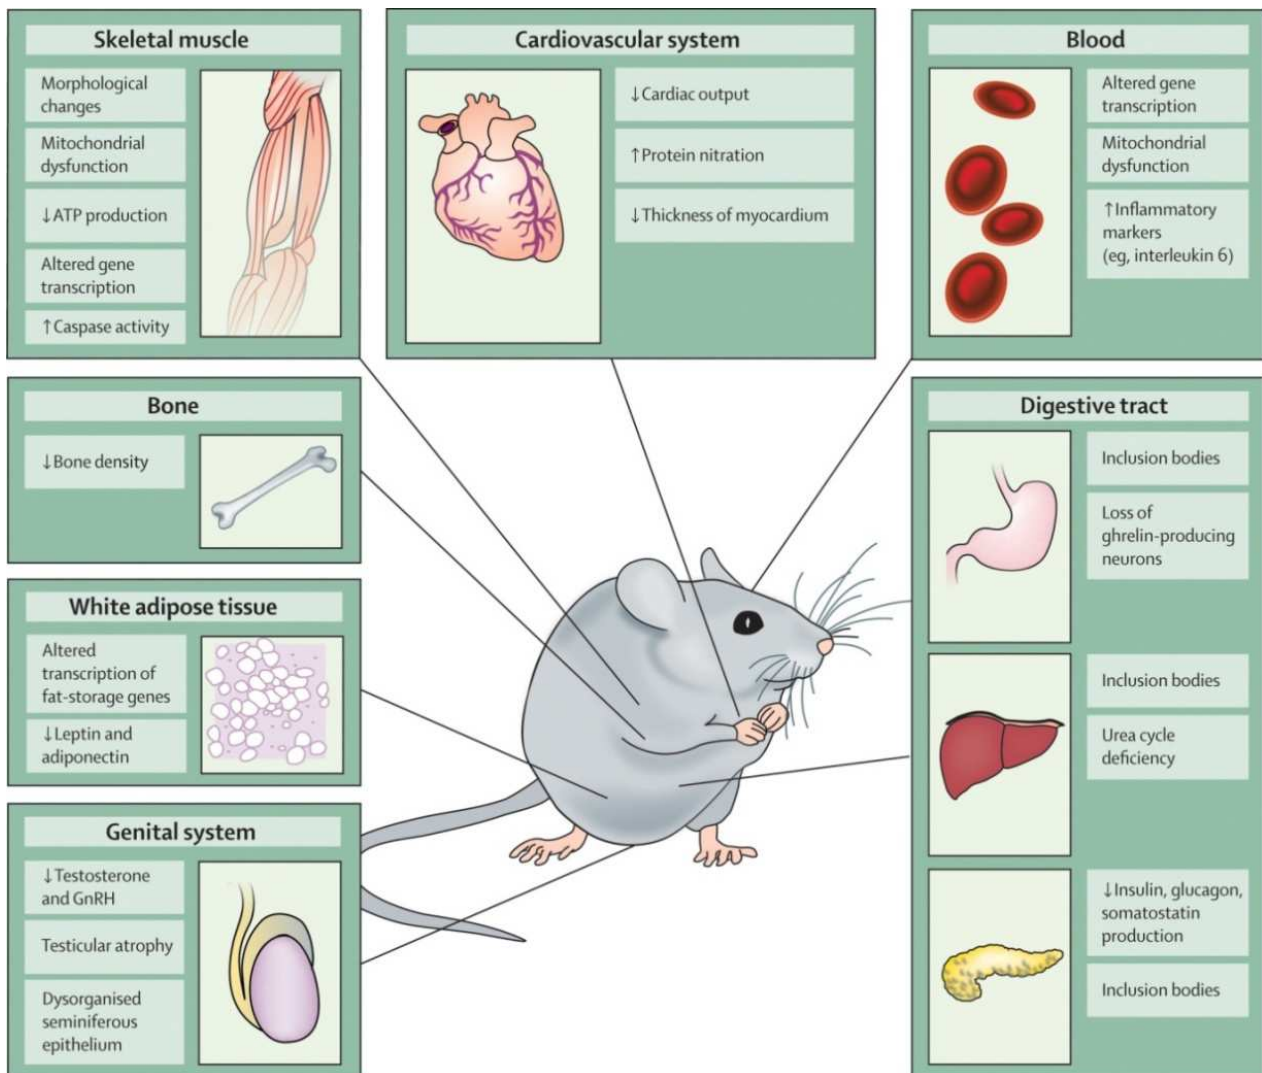 Skeletal muscle
Morphological
changes
Mitochondrial
dysfunction
↓ATP production
Altered gene
transcription
↑Caspase activity
Cardiovascular system
↓Cardiac output
↑Protein nitration
↓Thickness of myocardium
Blood
Altered gene
transcription
Mitochondrial
dysfunction
↑Inflammatory
markers
(eg, interleukin 6)
Bone
↓Bone density
White adipose tissue
Altered
transcription of
fat-storage genes
↓Leptin and
adiponectin
Genital system
↓Testosterone
and GnRH
Testicular atrophy
Dysorganised
seminiferous
epithelium
Digestive tract
Inclusion bodies
Loss of
ghrelin-producing
neurons
Inclusion bodies
Urea cycle
deficiency
↓Insulin, glucagon,
somatostatin
production
Inclusion bodies